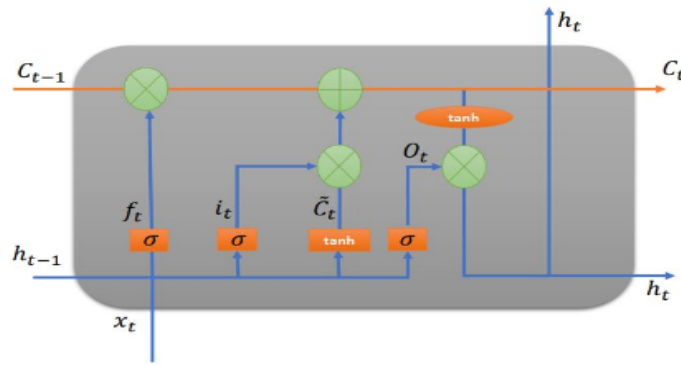 h_t
C_{t-1}
C_t
tanh
O_t
f_t
i_t
C̃_t
σ
σ
tanh
σ
h_{t-1}
h_t
x_t